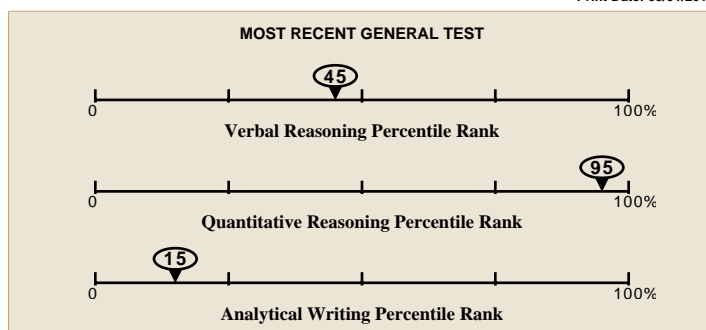 MOST RECENT GENERAL TEST
45
0 100%
Verbal Reasoning Percentile Rank
95
0 100%
Quantitative Reasoning Percentile Rank
15
0 100%
Analytical Writing Percentile Rank